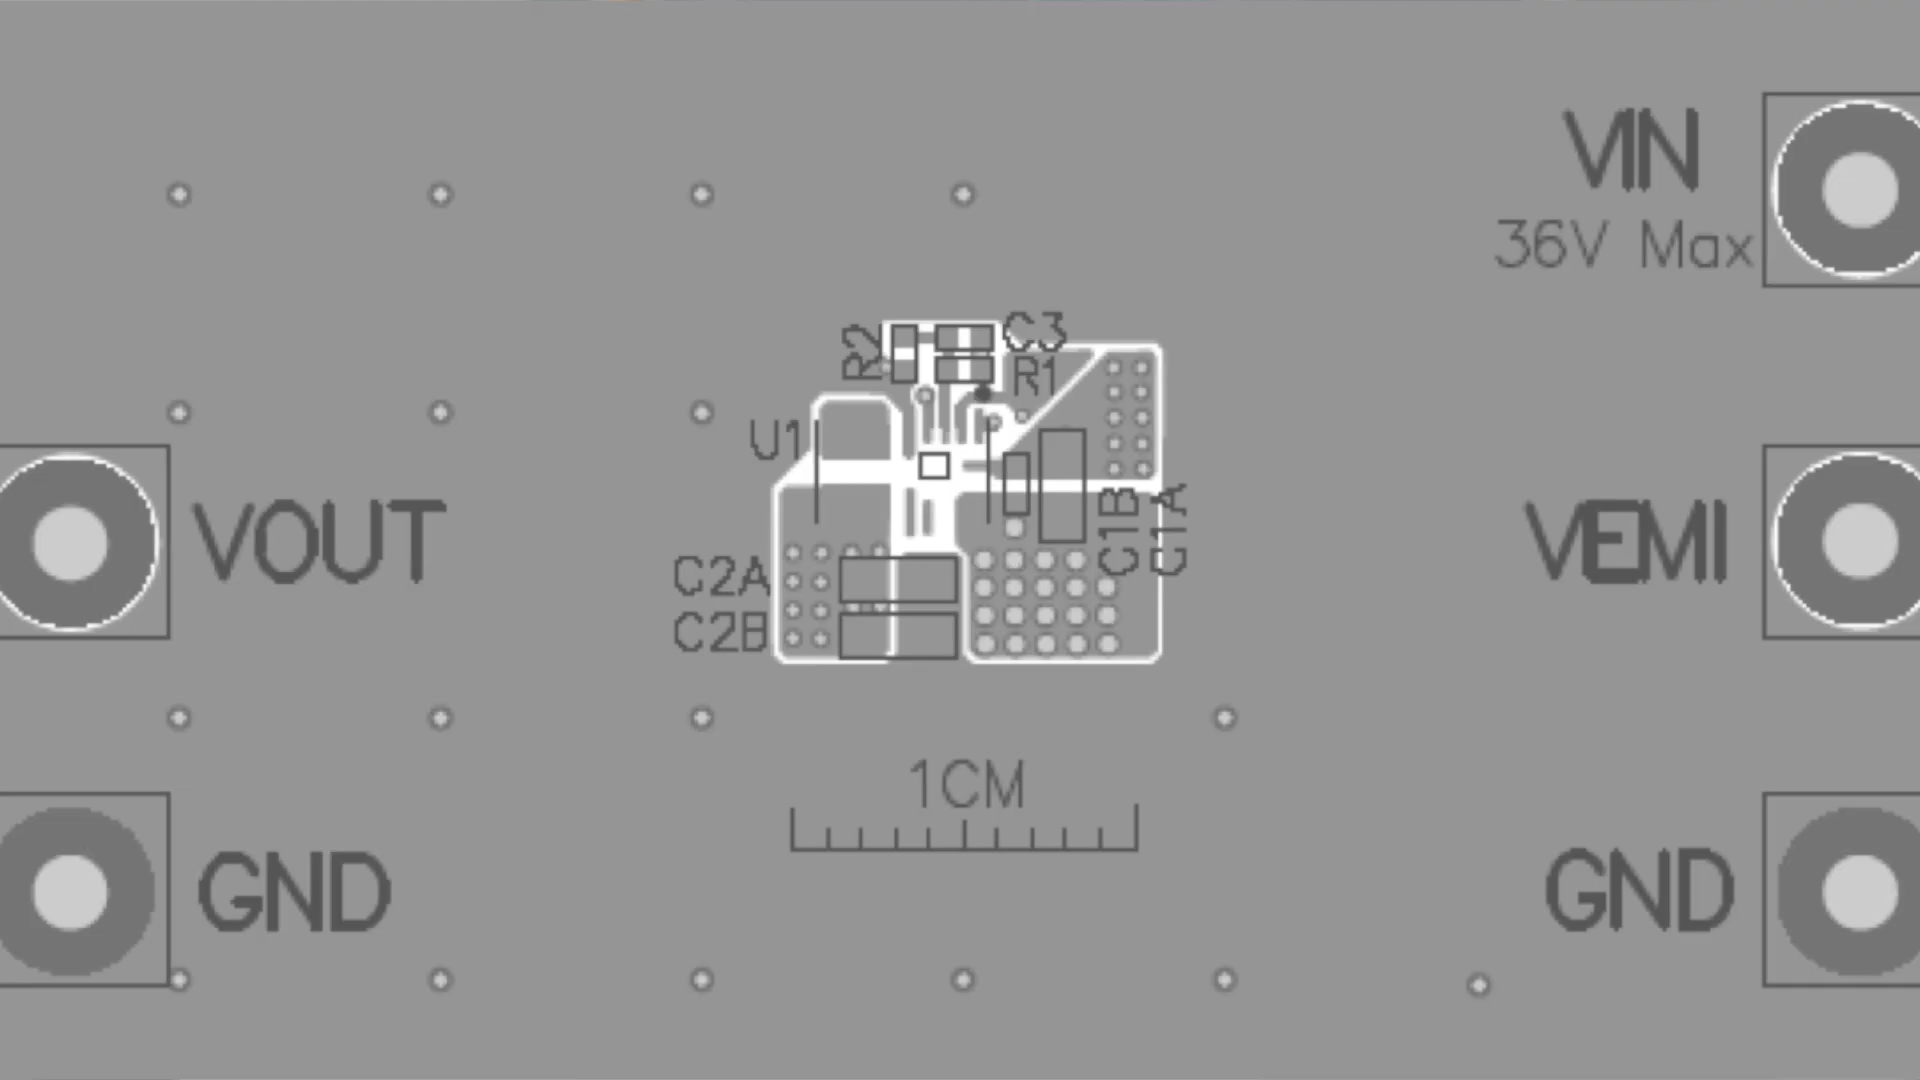 VIN
36V Max
R2
C3
R1
U1
VOUT
VEMI
C1B
C1A
C2A
C2B
1CM
GND
GND